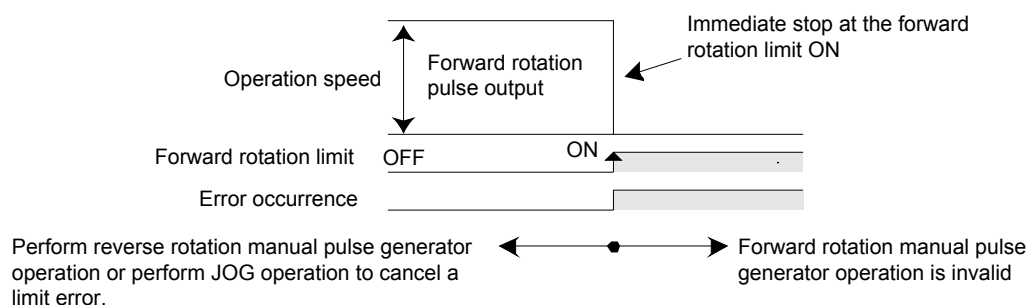 Immediate stop at the forward
rotation limit ON
Forward rotation
pulse output
Operation speed
Forward rotation limit
OFF
ON
Error occurrence
Perform reverse rotation manual pulse generator
operation or perform JOG operation to cancel a
limit error.
Forward rotation manual pulse
generator operation is invalid